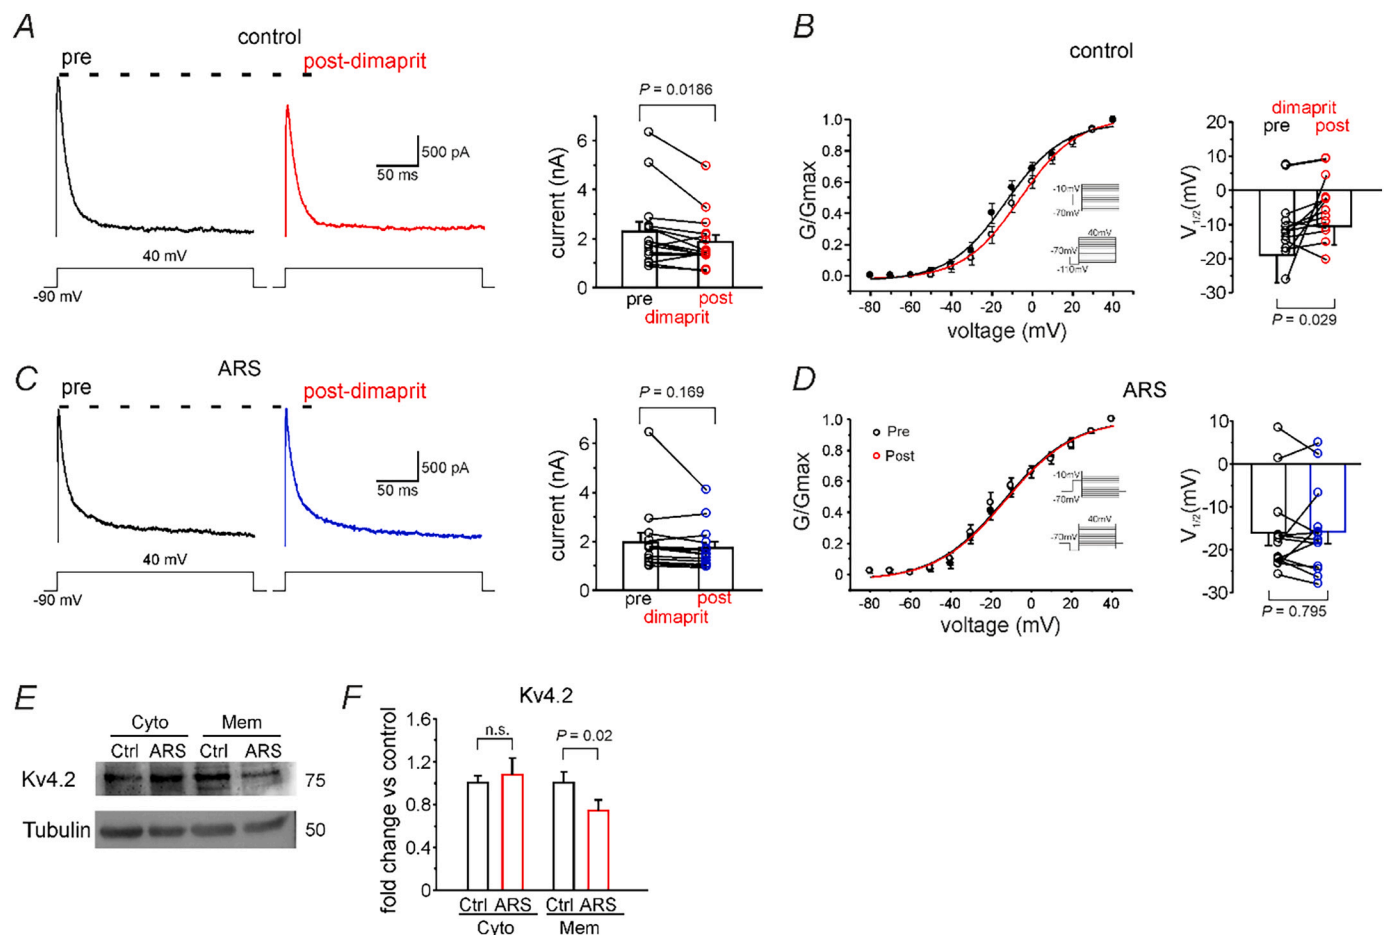 A
control
pre
post-dimaprit
500 pA
50 ms
40 mV
-90 mV
P = 0.0186
current (nA)
6
4
2
0
pre post
dimaprit
B
control
G/Gmax
1.0
0.8
0.6
0.4
0.2
0.0
-80 -60 -40 -20 0 20 40
voltage (mV)
-10mV
-70mV
40mV
-70mV
-110mV
dimaprit
pre post
V1/2(mV)
20
10
0
-10
-20
-30
P = 0.029
C
ARS
pre
post-dimaprit
500 pA
50 ms
40 mV
-90 mV
P = 0.169
current (nA)
6
4
2
0
pre post
dimaprit
D
ARS
G/Gmax
1.0
0.8
0.6
0.4
0.2
0
Pre
Post
-80 -60 -40 -20 0 20 40
voltage (mV)
-10mV
-70mV
40mV
-70mV
V1/2(mV)
10
0
-10
-20
-30
P = 0.795
E
Cyto Mem
Ctrl ARS Ctrl ARS
Kv4.2 75
Tubulin 50
F
Kv4.2
fold change vs control
1.6
1.2
0.8
0.4
0
n.s.
P = 0.02
Ctrl ARS Ctrl ARS
Cyto Mem